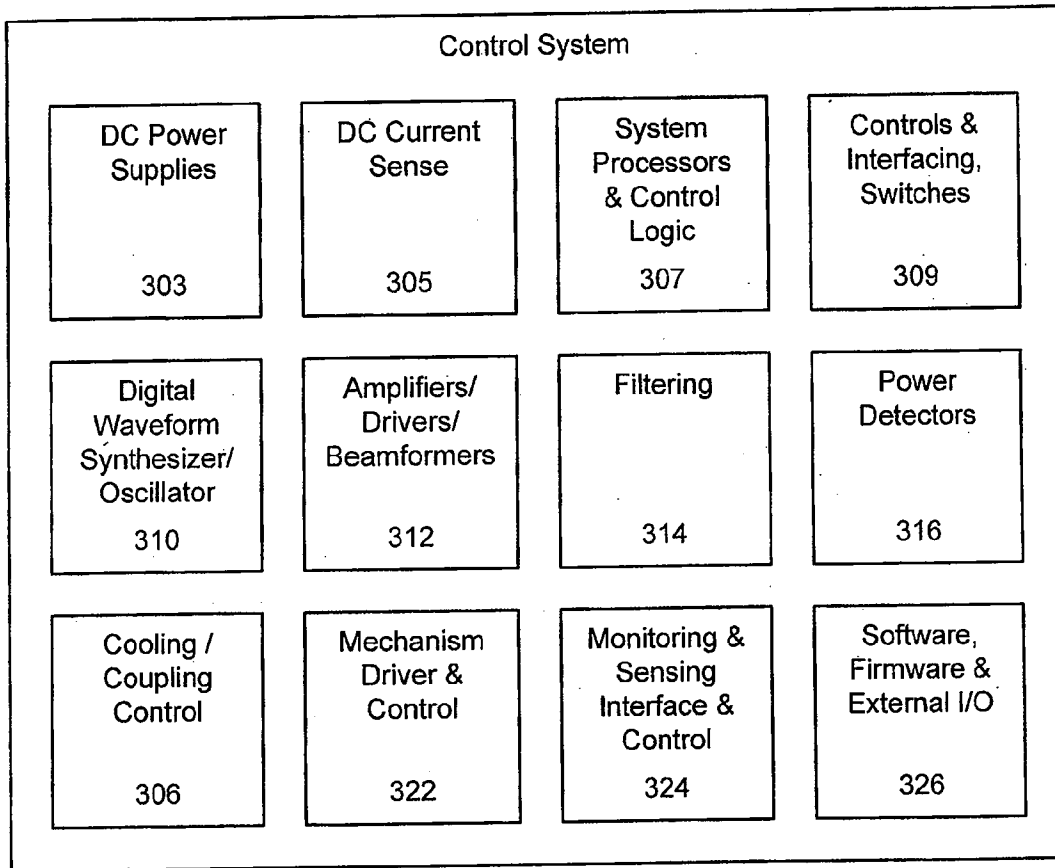 Control System
DC Power
Supplies
303
DC Current
Sense
305
System
Processors
& Control
Logic
307
Controls &
Interfacing,
Switches
309
Digital
Waveform
Synthesizer/
Oscillator
310
Amplifiers/
Drivers/
Beamformers
312
Filtering
314
Power
Detectors
316
Cooling /
Coupling
Control
306
Mechanism
Driver &
Control
322
Monitoring &
Sensing
Interface &
Control
324
Software,
Firmware &
External I/O
326